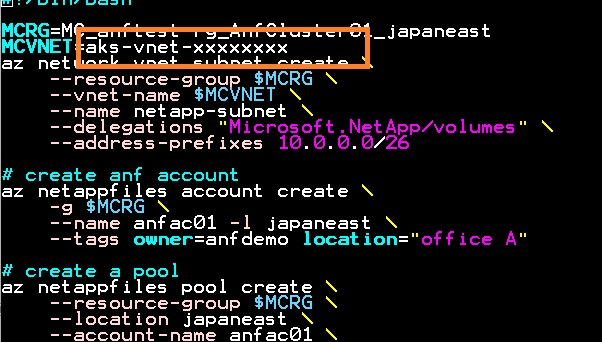 #!/bin/bash
MCRG=MC_anftest-rg_AnfCluster01_japaneast
MCVNET=aks-vnet-xxxxxxxx
az network vnet subnet create \
--resource-group $MCRG \
--vnet-name $MCVNET \
--name netapp-subnet \
--delegations "Microsoft.NetApp/volumes" \
--address-prefixes 10.0.0.0/26
# create anf account
az netappfiles account create \
-g $MCRG \
--name anfac01 -l japaneast \
--tags owner=anfdemo location="office A"
# create a pool
az netappfiles pool create \
--resource-group $MCRG \
--location japaneast \
--account-name anfac01 \